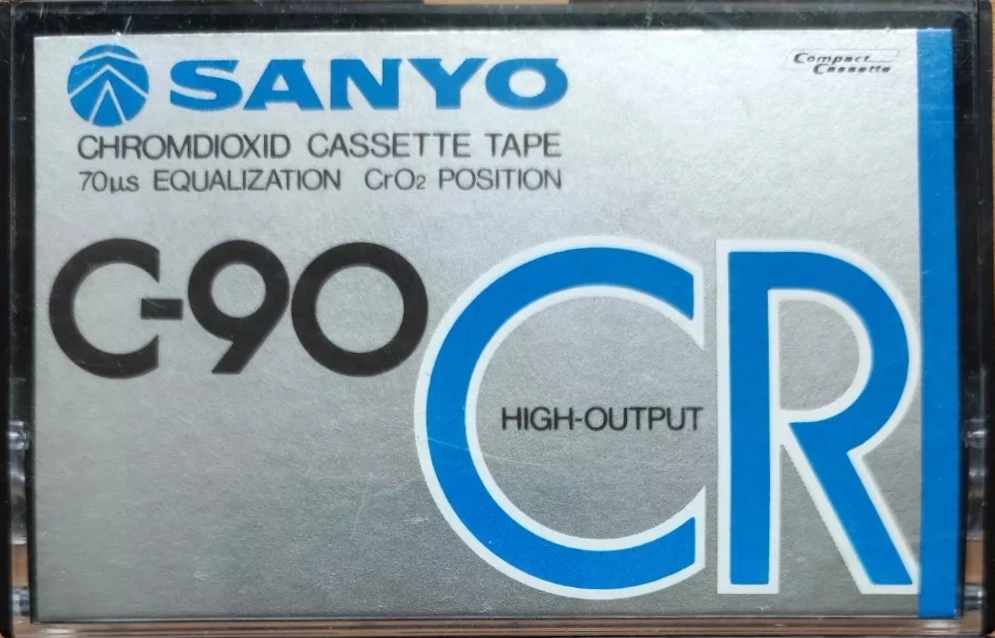 SANYO
Compact
Cassette
CHROMDIOXID CASSETTE TAPE
70µs EQUALIZATION CrO₂ POSITION
C-90
CR
HIGH-OUTPUT